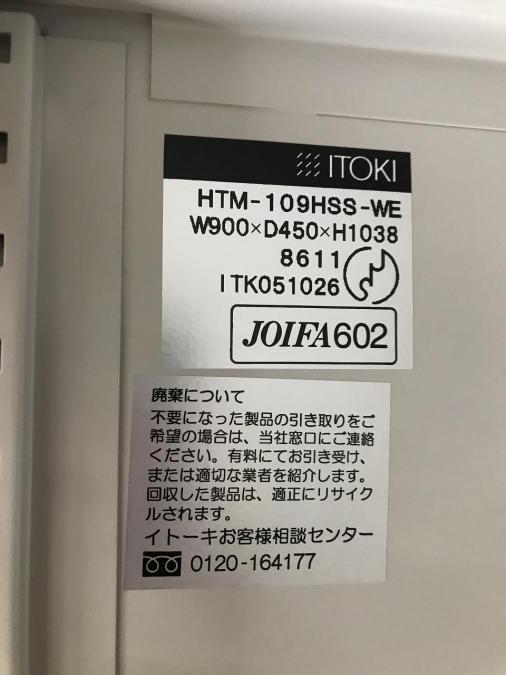 ITOKI
HTM-109HSS-WE
W900×D450×H1038
8611
ITK051026
JOIFA602
廃棄について
不要になった製品の引き取りをご
希望の場合は、当社窓口にご連絡
ください。有料にてお引き受け、
または適切な業者を紹介します。
回収した製品は、適正にリサイク
ルされます。
イトーキお客様相談センター
0120-164177